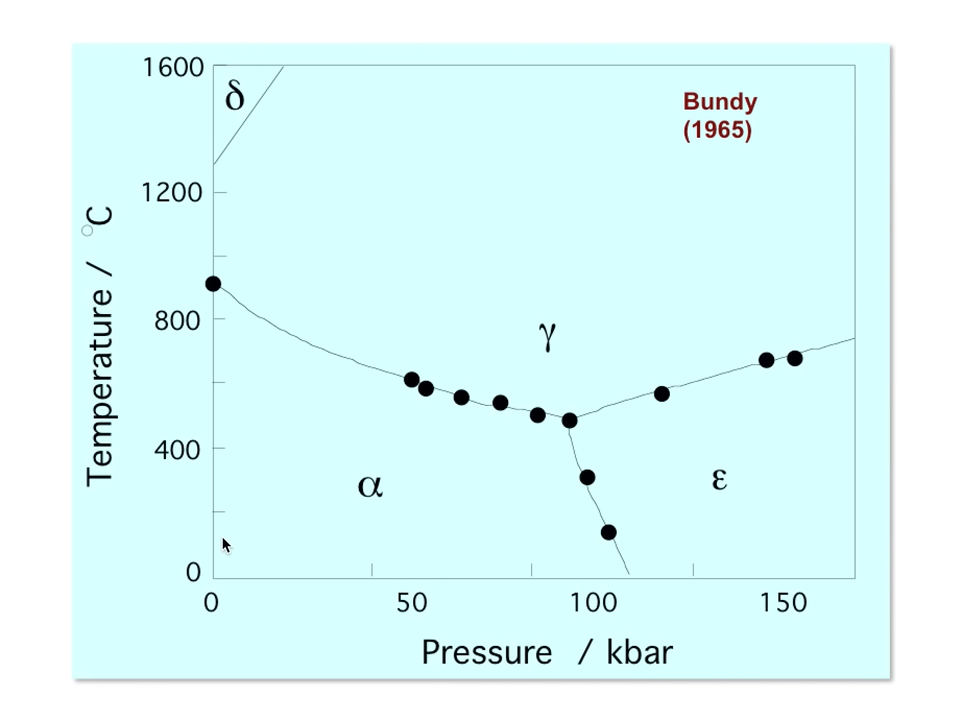 1600
δ
Bundy
(1965)
1200
Temperature / °C
800
γ
400
α
ε
0
0 50 100 150
Pressure / kbar